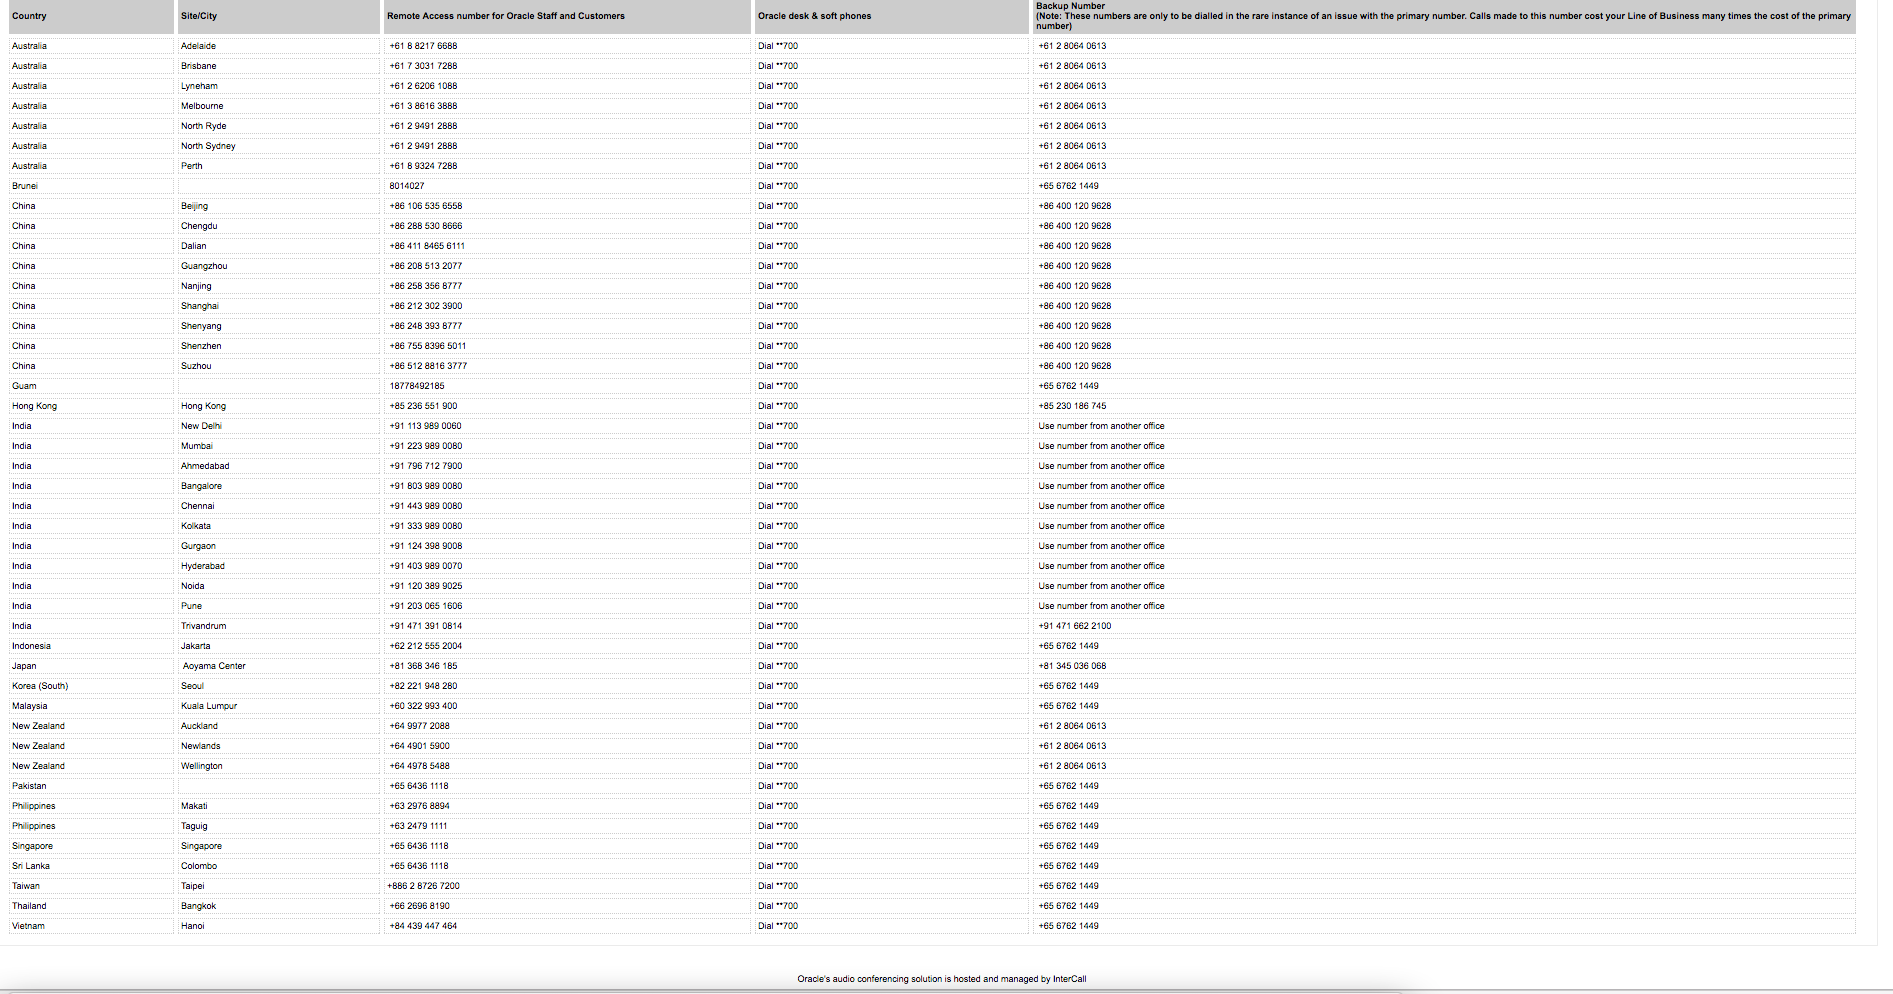 Country Site/City Remote Access number for Oracle Staff and Customers Oracle desk & soft phones Backup Number
(Note: These numbers are only to be dialled in the rare instance of an issue with the primary number. Calls made to this number cost your Line of Business many times the cost of the primary
number)
Australia Adelaide +61 8 8217 6688 Dial **700 +61 2 8064 0613
Australia Brisbane +61 7 3031 7288 Dial **700 +61 2 8064 0613
Australia Lyneham +61 2 6206 1088 Dial **700 +61 2 8064 0613
Australia Melbourne +61 3 8616 3888 Dial **700 +61 2 8064 0613
Australia North Ryde +61 2 9491 2888 Dial **700 +61 2 8064 0613
Australia North Sydney +61 2 9491 2888 Dial **700 +61 2 8064 0613
Australia Perth +61 8 9324 7288 Dial **700 +61 2 8064 0613
Brunei 8014027 Dial **700 +65 6762 1449
China Beijing +86 106 535 6558 Dial **700 +86 400 120 9628
China Chengdu +86 288 530 8666 Dial **700 +86 400 120 9628
China Dalian +86 411 8465 6111 Dial **700 +86 400 120 9628
China Guangzhou +86 208 513 2077 Dial **700 +86 400 120 9628
China Nanjing +86 258 356 8777 Dial **700 +86 400 120 9628
China Shanghai +86 212 302 3900 Dial **700 +86 400 120 9628
China Shenyang +86 248 393 8777 Dial **700 +86 400 120 9628
China Shenzhen +86 755 8396 5011 Dial **700 +86 400 120 9628
China Suzhou +86 512 8816 3777 Dial **700 +86 400 120 9628
Guam 18778492185 Dial **700 +65 6762 1449
Hong Kong Hong Kong +85 236 551 900 Dial **700 +85 230 186 745
India New Delhi +91 113 989 0060 Dial **700 Use number from another office
India Mumbai +91 223 989 0080 Dial **700 Use number from another office
India Ahmedabad +91 796 712 7900 Dial **700 Use number from another office
India Bangalore +91 803 989 0080 Dial **700 Use number from another office
India Chennai +91 443 989 0080 Dial **700 Use number from another office
India Kolkata +91 333 989 0080 Dial **700 Use number from another office
India Gurgaon +91 124 398 9008 Dial **700 Use number from another office
India Hyderabad +91 403 989 0070 Dial **700 Use number from another office
India Noida +91 120 389 9025 Dial **700 Use number from another office
India Pune +91 203 065 1606 Dial **700 Use number from another office
India Trivandrum +91 471 391 0814 Dial **700 +91 471 662 2100
Indonesia Jakarta +62 212 555 2004 Dial **700 +65 6762 1449
Japan Aoyama Center +81 368 346 185 Dial **700 +81 345 036 068
Korea (South) Seoul +82 221 948 280 Dial **700 +65 6762 1449
Malaysia Kuala Lumpur +60 322 993 400 Dial **700 +65 6762 1449
New Zealand Auckland +64 9977 2088 Dial **700 +61 2 8064 0613
New Zealand Newlands +64 4901 5900 Dial **700 +61 2 8064 0613
New Zealand Wellington +64 4978 5488 Dial **700 +61 2 8064 0613
Pakistan +65 6436 1118 Dial **700 +65 6762 1449
Philippines Makati +63 2976 8894 Dial **700 +65 6762 1449
Philippines Taguig +63 2479 1111 Dial **700 +65 6762 1449
Singapore Singapore +65 6436 1118 Dial **700 +65 6762 1449
Sri Lanka Colombo +65 6436 1118 Dial **700 +65 6762 1449
Taiwan Taipei +886 2 8726 7200 Dial **700 +65 6762 1449
Thailand Bangkok +66 2696 8190 Dial **700 +65 6762 1449
Vietnam Hanoi +84 439 447 464 Dial **700 +65 6762 1449
Oracle's audio conferencing solution is hosted and managed by InterCall